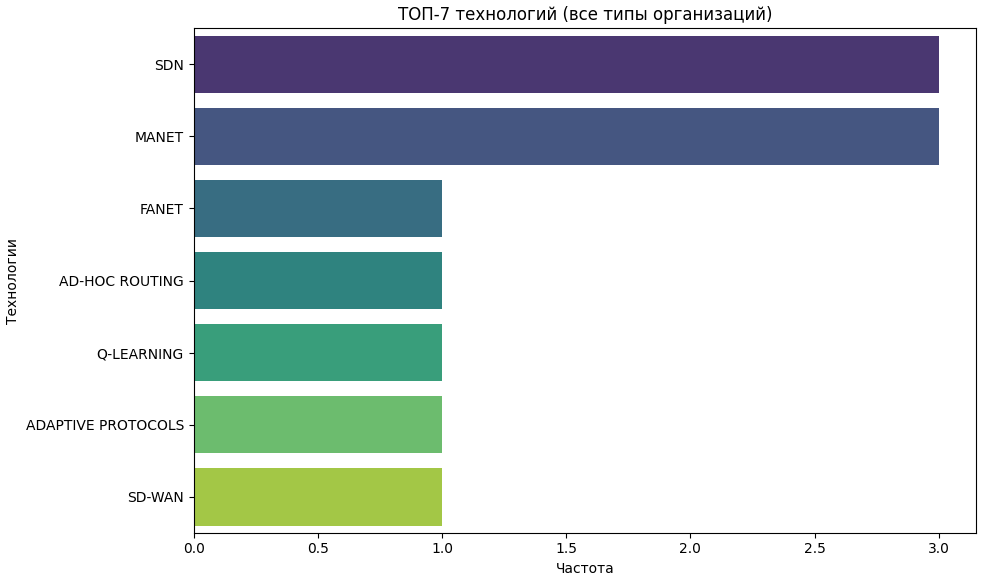 ТОП-7 технологий (все типы организаций)
Технологии
SDN
MANET
FANET
AD-HOC ROUTING
Q-LEARNING
ADAPTIVE PROTOCOLS
SD-WAN
0.0 0.5 1.0 1.5 2.0 2.5 3.0
Частота